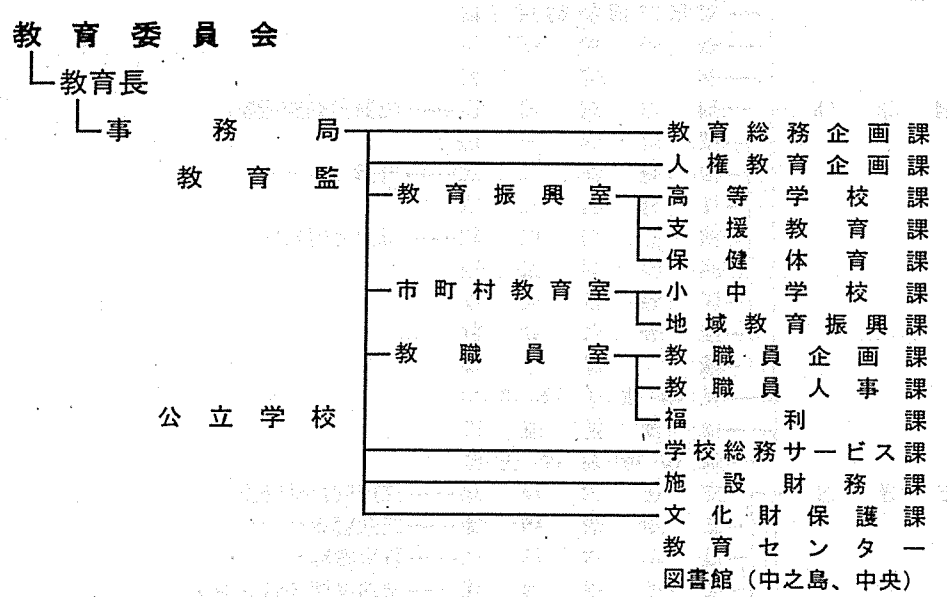 教育委員会
教育長
事務局 教育総務企画課
人権教育企画課
教育監
教育振興室 高等学校課
支援教育課
保健体育課
市町村教育室 小中学校課
地域教育振興課
教職員室 教職員企画課
教職員人事課
公立学校 福利課
学校総務サービス課
施設財務課
文化財保護課
教育センター
図書館（中之島、中央）